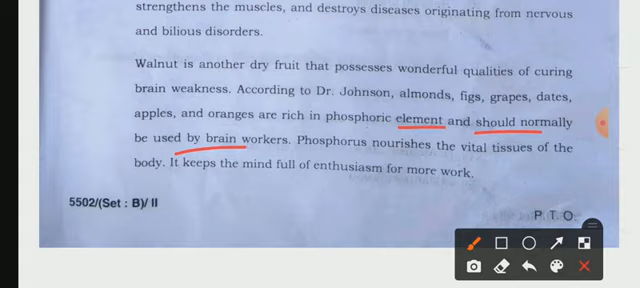 strengthens the muscles, and destroys diseases originating from nervous
and bilious disorders.
Walnut is another dry fruit that possesses wonderful qualities of curing
brain weakness. According to Dr. Johnson, almonds, figs, grapes, dates,
apples, and oranges are rich in phosphoric element and should normally
be used by brain workers. Phosphorus nourishes the vital tissues of the
body. It keeps the mind full of enthusiasm for more work.
5502/(Set : B)/ II
P. T. O.